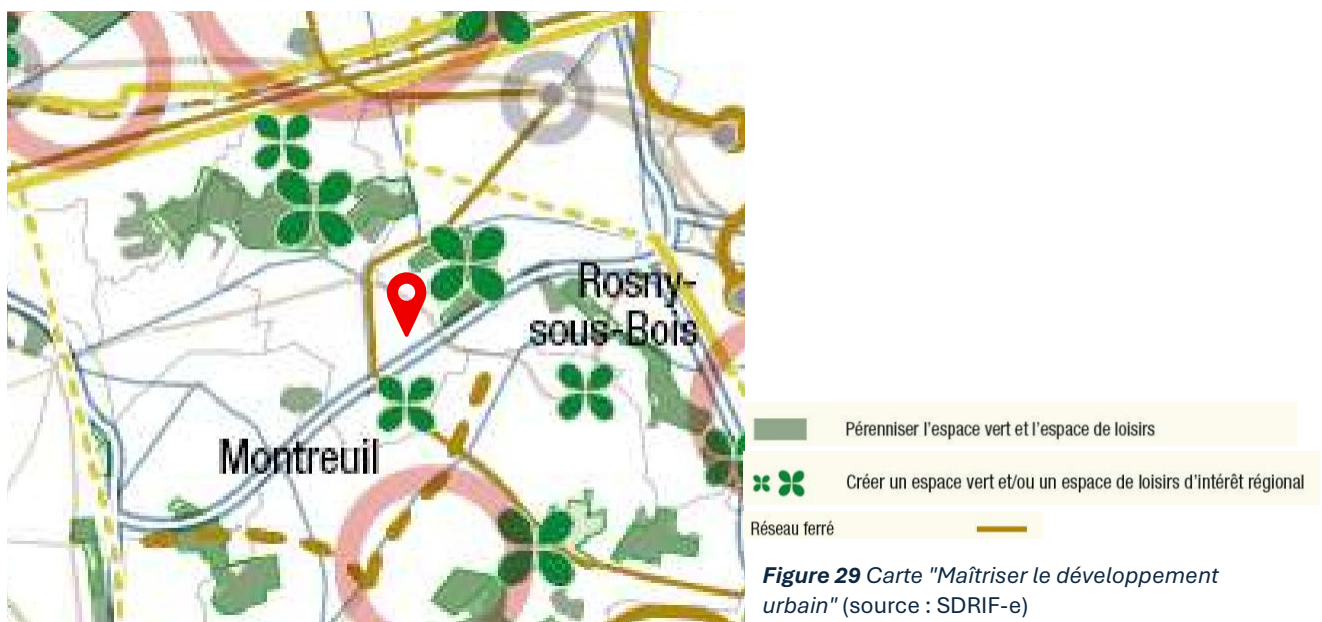 Rosny-
sous-Bois
Montreuil
Pérenniser l'espace vert et l'espace de loisirs
Créer un espace vert et/ou un espace de loisirs d'intérêt régional
Réseau ferré
Figure 29 Carte "Maîtriser le développement
urbain" (source : SDRIF-e)